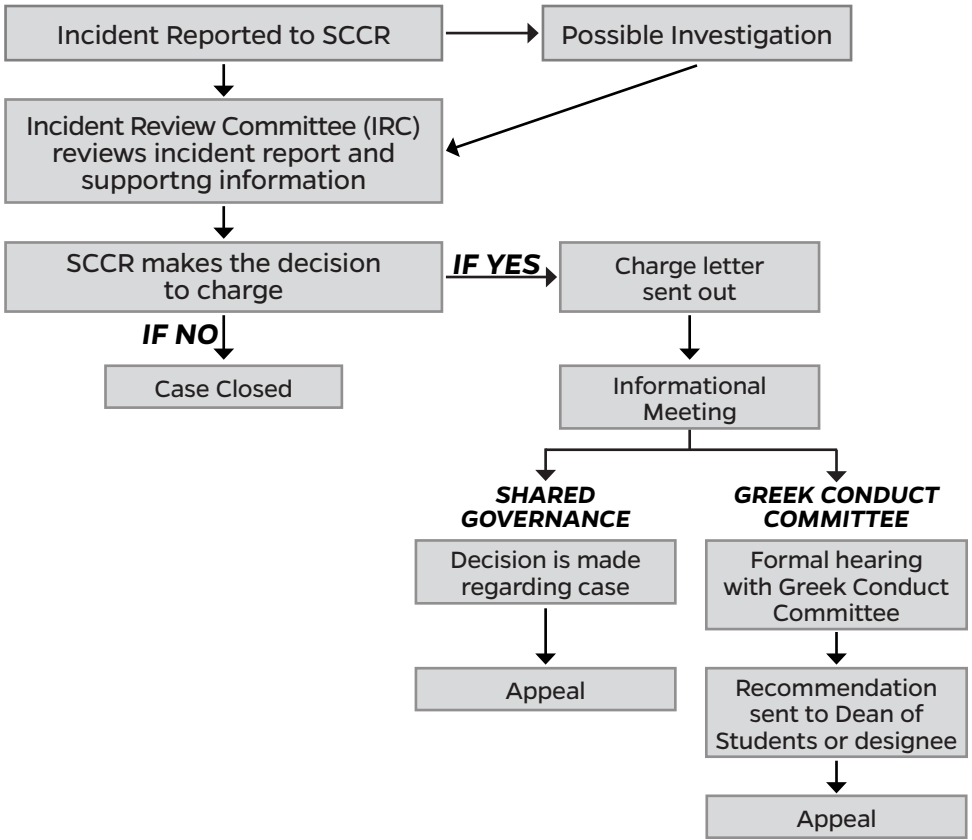 Incident Reported to SCCR
Possible Investigation
Incident Review Committee (IRC)
reviews incident report and
supportng information
SCCR makes the decision
to charge
IF YES
Charge letter
sent out
IF NO
Case Closed
Informational
Meeting
SHARED
GOVERNANCE
GREEK CONDUCT
COMMITTEE
Decision is made
regarding case
Formal hearing
with Greek Conduct
Committee
Appeal
Recommendation
sent to Dean of
Students or designee
Appeal